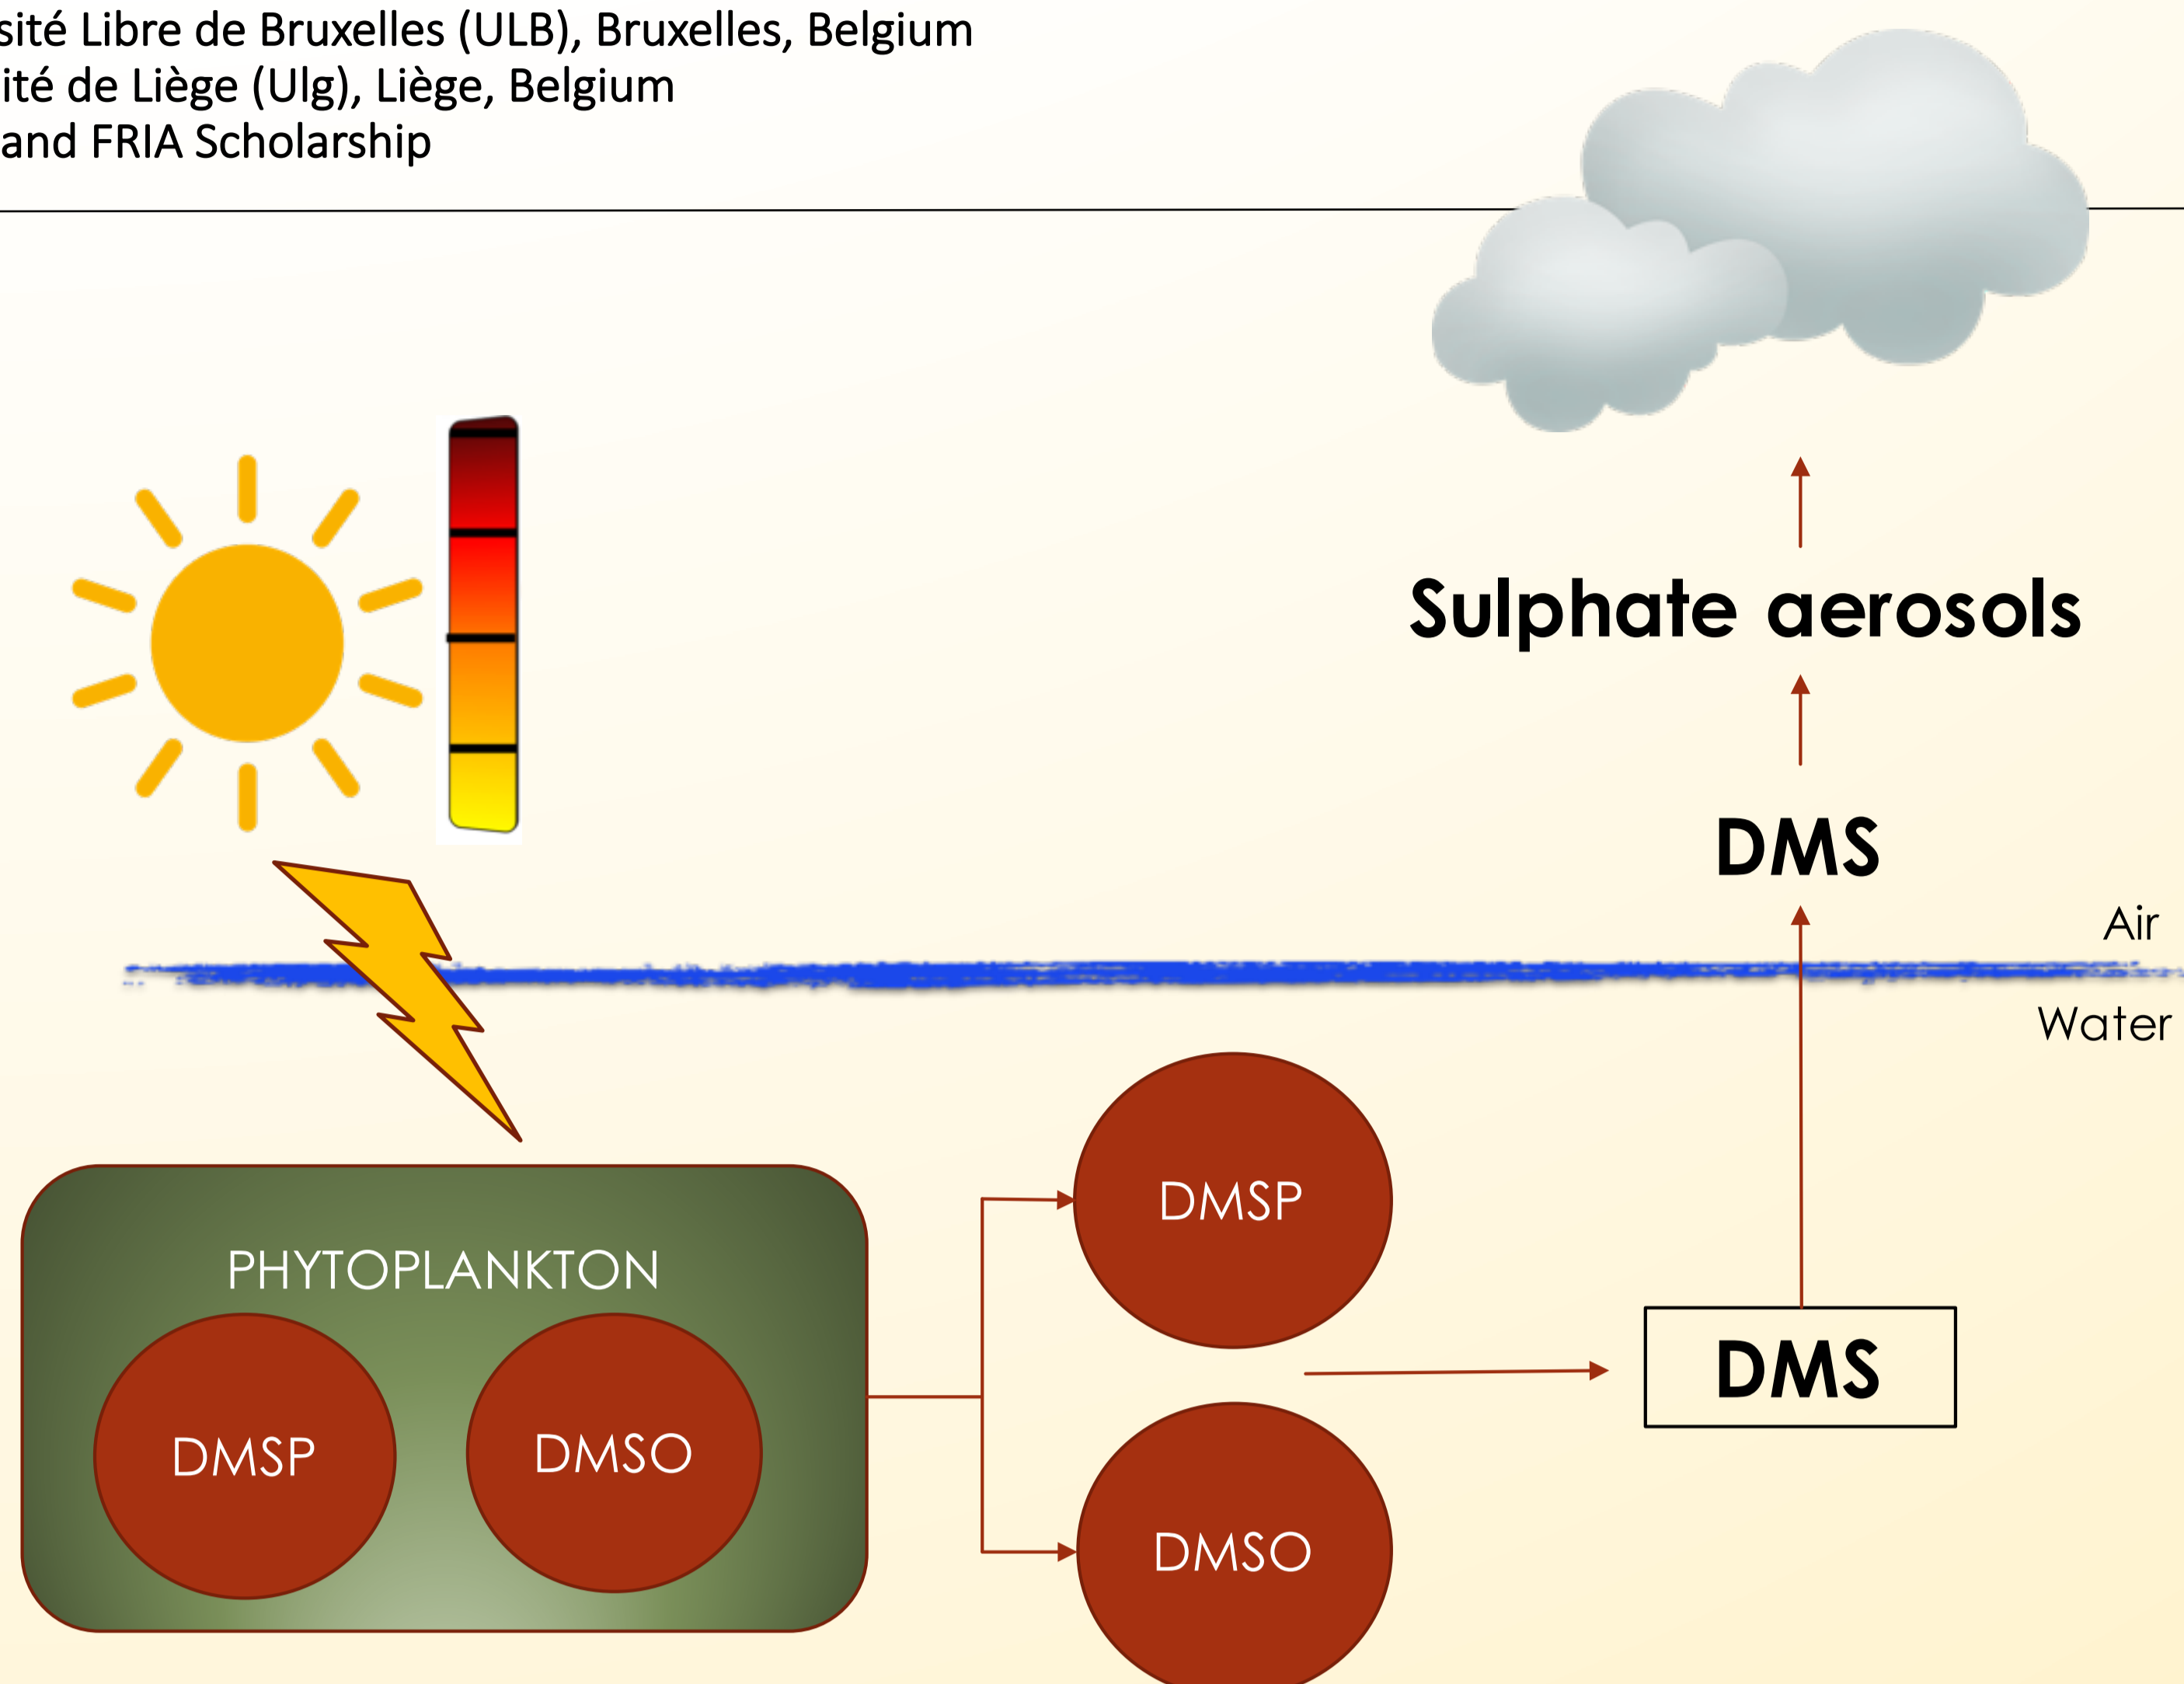 sité Libre de Bruxelles (ULB), Bruxelles, Belgium
ité de Liège (Ulg), Liège, Belgium
and FRIA Scholarship
Sulphate aerosols
DMS
Air
Water
DMSP
PHYTOPLANKTON
DMS
DMSP
DMSO
DMSO